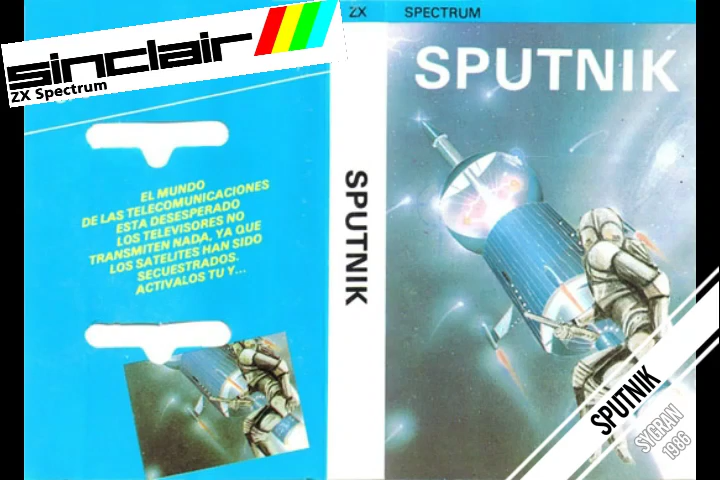 sinclair
ZX Spectrum
EL MUNDO
DE LAS TELECOMUNICACIONES
ESTA DESESPERADO
LOS TELEVISORES NO
TRANSMITEN NADA, YA QUE
LOS SATELITES HAN SIDO
SECUESTRADOS.
ACTIVALOS TU Y...
ZX
SPUTNIK
SPECTRUM
SPUTNIK
SPUTNIK
SYGRAN
1986